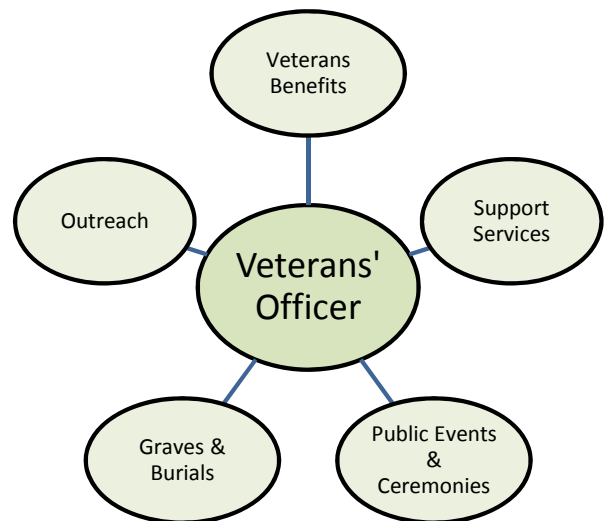 Veterans
Benefits
Outreach
Support
Services
Veterans'
Officer
Graves &
Burials
Public Events
&
Ceremonies